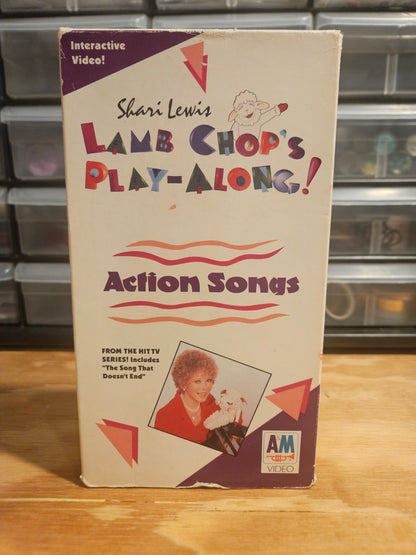 Interactive
Video!
Shari Lewis
LAMB CHOP'S
PLAY-ALONG!
Action Songs
FROM THE HIT TV
SERIES! Includes
"The Song That
Doesn't End"
A&M
VIDEO